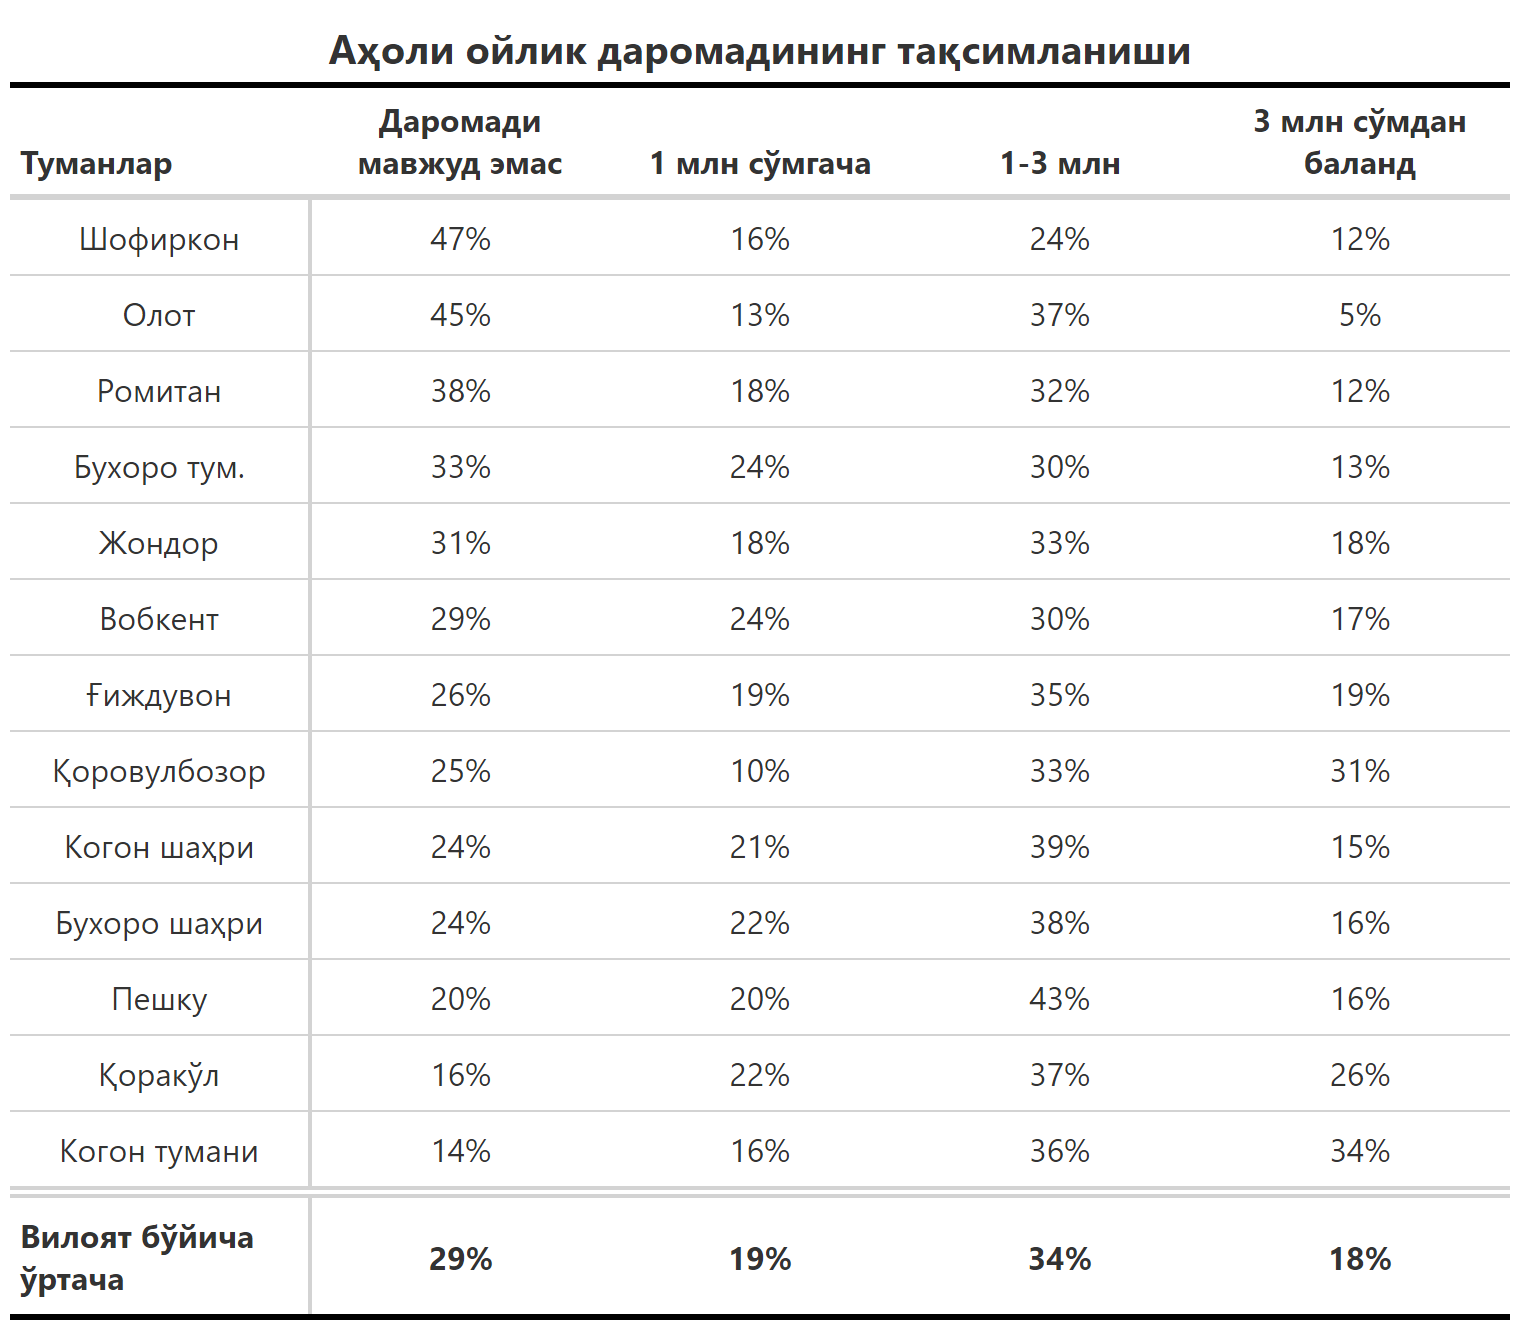 Аҳоли ойлик даромадининг тақсимланиши
Туманлар Даромади мавжуд эмас 1 млн сўмгача 1-3 млн 3 млн сўмдан баланд
Шофиркон 47% 16% 24% 12%
Олот 45% 13% 37% 5%
Ромитан 38% 18% 32% 12%
Бухоро тум. 33% 24% 30% 13%
Жондор 31% 18% 33% 18%
Вобкент 29% 24% 30% 17%
Ғиждувон 26% 19% 35% 19%
Қоровулбозор 25% 10% 33% 31%
Когон шаҳри 24% 21% 39% 15%
Бухоро шаҳри 24% 22% 38% 16%
Пешку 20% 20% 43% 16%
Қоракўл 16% 22% 37% 26%
Когон тумани 14% 16% 36% 34%
Вилоят бўйича ўртача 29% 19% 34% 18%